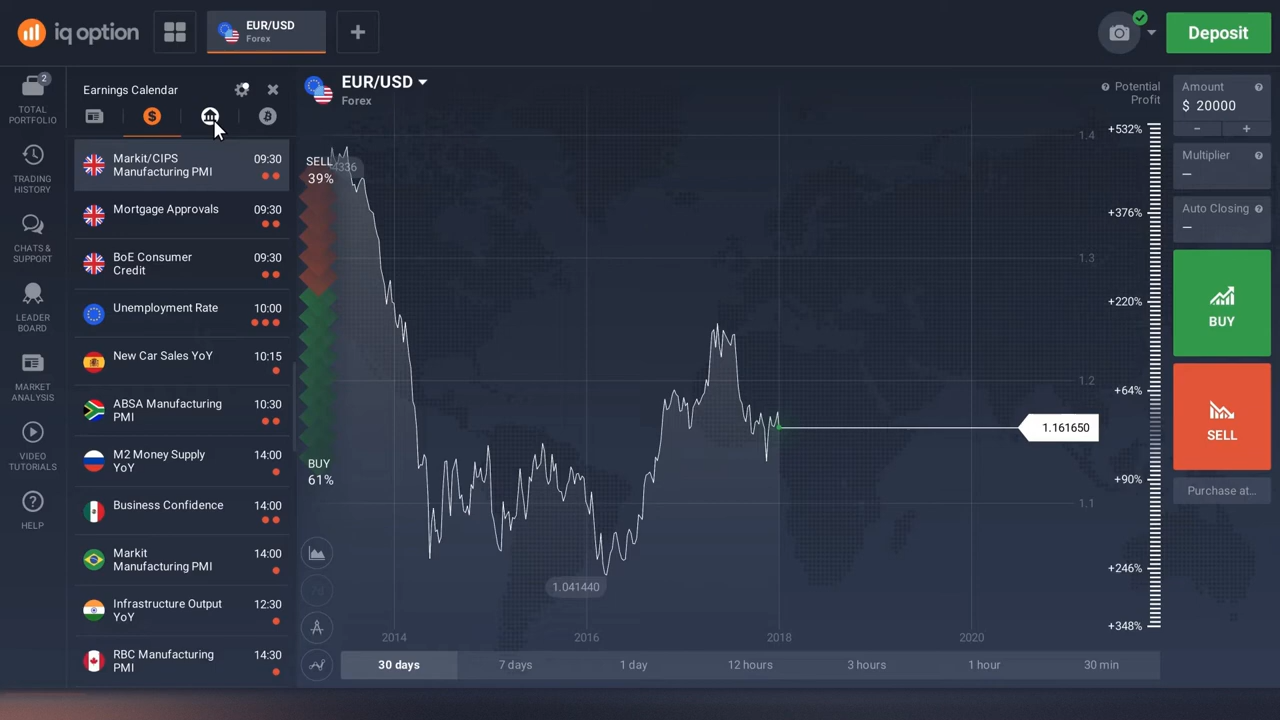 iq option
EUR/USD
Forex
Deposit
2
TOTAL
PORTFOLIO
TRADING
HISTORY
CHATS &
SUPPORT
LEADER
BOARD
MARKET
ANALYSIS
VIDEO
TUTORIALS
HELP
Earnings Calendar
Markit/CIPS
Manufacturing PMI
09:30
Mortgage Approvals
09:30
BoE Consumer
Credit
09:30
Unemployment Rate
10:00
New Car Sales YoY
10:15
ABSA Manufacturing
PMI
10:30
M2 Money Supply
YoY
14:00
Business Confidence
14:00
Markit
Manufacturing PMI
14:00
Infrastructure Output
YoY
12:30
RBC Manufacturing
PMI
14:30
EUR/USD
Forex
SELL
39%
BUY
61%
1.041440
1.4
1.3
1.2
1.1
1.161650
2014
2016
2018
2020
30 days
7 days
1 day
12 hours
3 hours
1 hour
30 min
Potential
Profit
+532%
+376%
+220%
+64%
+90%
+246%
+348%
Amount
$ 20000
Multiplier
Auto Closing
BUY
SELL
Purchase at...